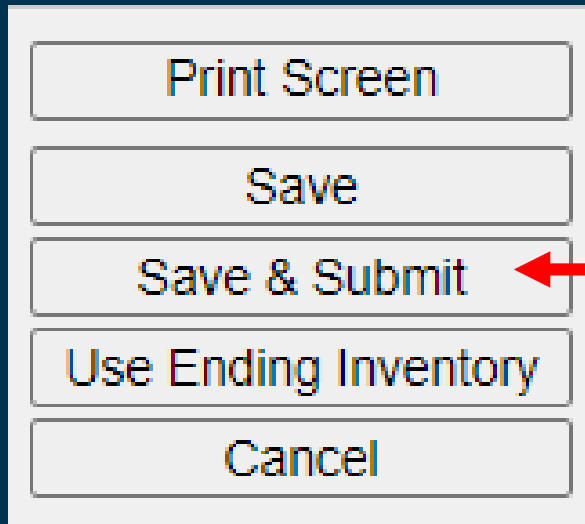 Print Screen
Save
Save & Submit
Use Ending Inventory
Cancel